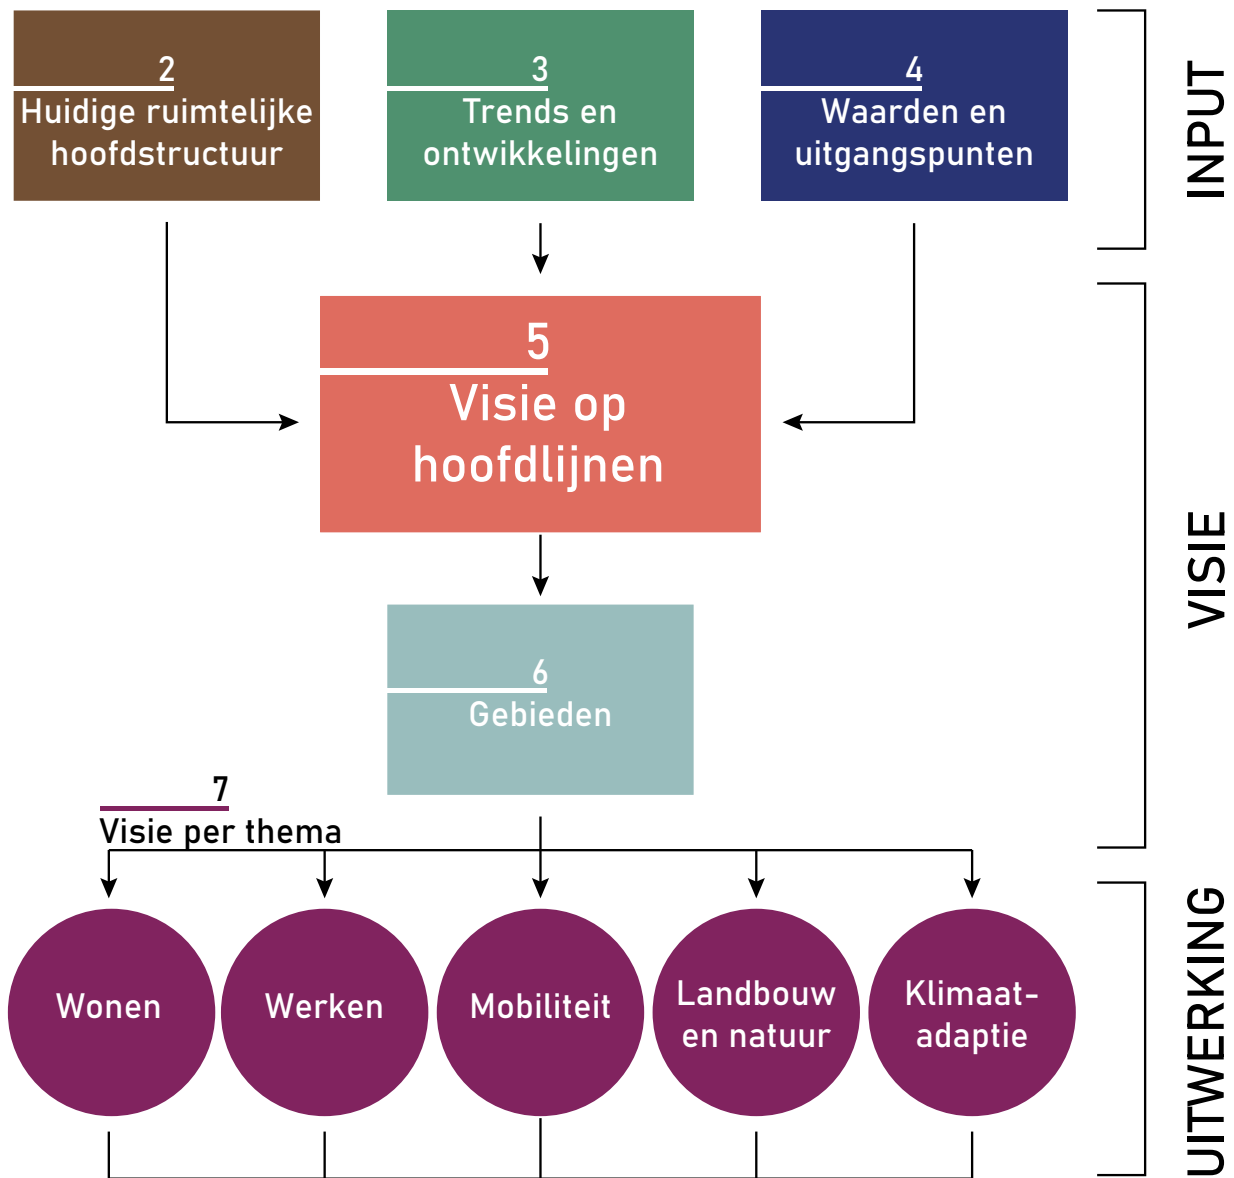 2
Huidige ruimtelijke
hoofdstructuur
3
Trends en
ontwikkelingen
4
Waarden en
uitgangspunten
INPUT
5
Visie op
hoofdlijnen
6
Gebieden
VISIE
7
Visie per thema
Wonen
Werken
Mobiliteit
Landbouw
en natuur
Klimaat-
adaptie
UITWERKING